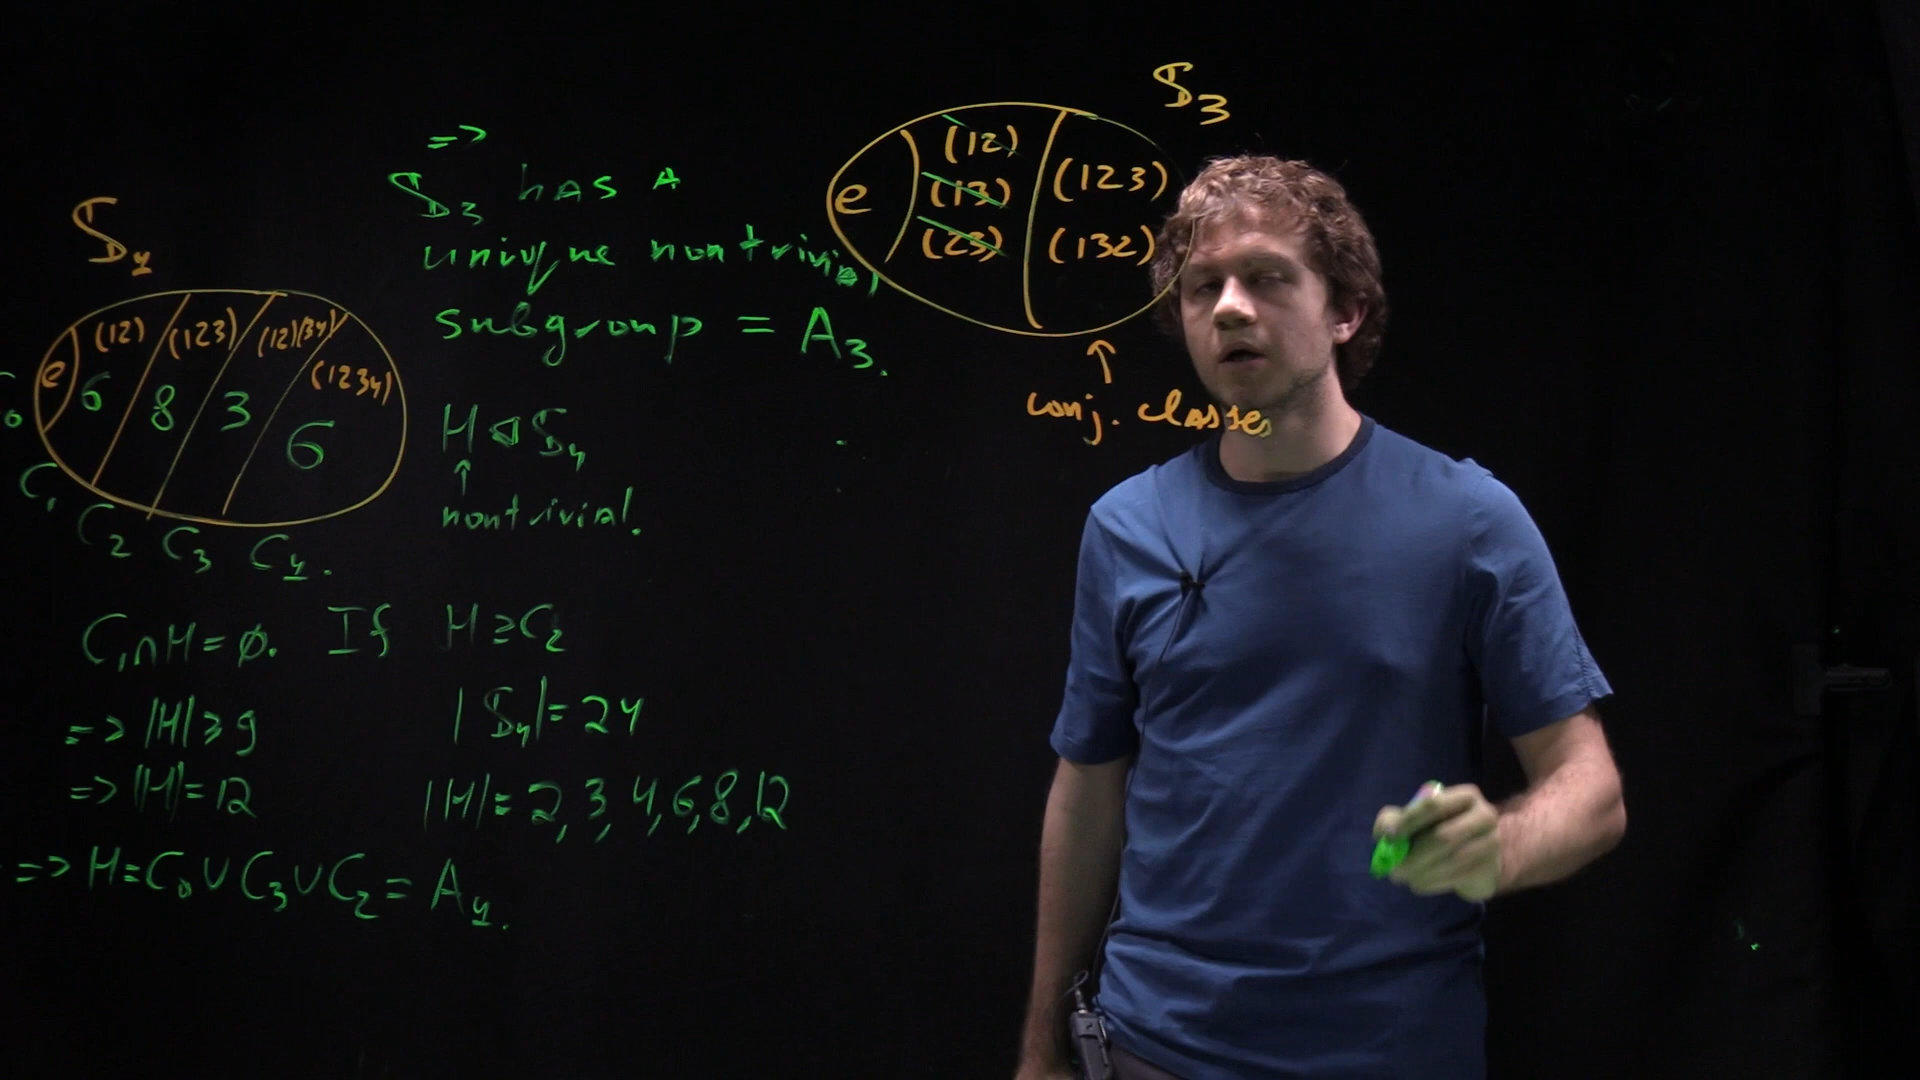 S₄
e (12) (123) (12)(34) (1234)
6 8 3 6
C₀
C₁
C₂ C₃ C₄.
=>
S₃ has a
unique nontrivial
subgroup = A₃.
H ◁ S₄
↑
nontrivial.
S₃
e (12) (123)
(13)
(23) (132)
↑
conj. classes
C₁∩H=∅. If H ⊇ C₂
=> |H| ≥ 9 |S₄| = 24
=> |H| = 12 |H| = 2, 3, 4, 6, 8, 12
=> H = C₀ ∪ C₃ ∪ C₂ = A₄.